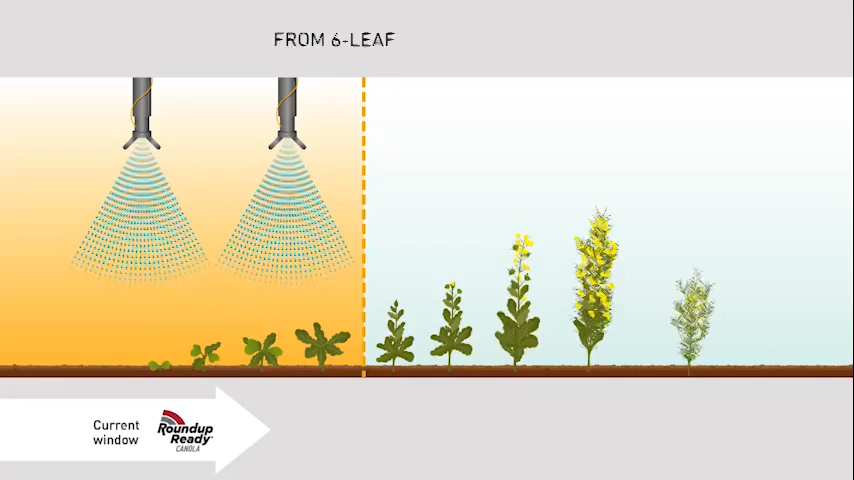 FROM 6-LEAF
Current
window
Roundup
Ready
CANOLA